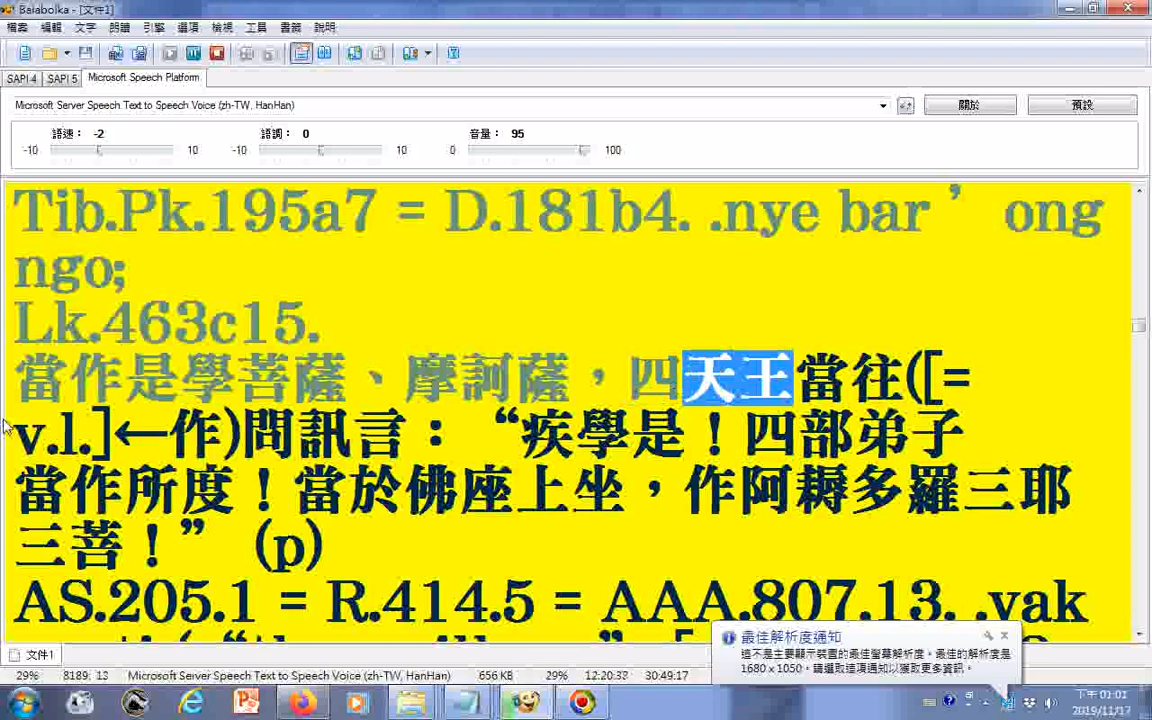 Balabolka - [文件1]
檔案 編輯 文字 朗讀 引擎 選項 檢視 工具 書籤 說明
SAPI 4 SAPI 5 Microsoft Speech Platform
Microsoft Server Speech Text to Speech Voice (zh-TW, HanHan) 關於 預設
語速： -2 語調： 0 音量： 95
-10 10 -10 10 0 100
Tib.Pk.195a7 = D.181b4. .nye bar ’ ong
ngo;
Lk.463c15.
當作是學菩薩、摩訶薩，四天王當往([=
v.l.]←作)問訊言：“疾學是！四部弟子
當作所度！當於佛座上坐，作阿耨多羅三耶
三菩！” (p)
AS.205.1 = R.414.5 = AAA.807.13. .yak
最佳解析度通知
這不是主要顯示裝置的最佳螢幕解析度。最佳的解析度是
1680 x 1050。請選取這項通知以獲取更多資訊。
文件1
29% 8189, 13 Microsoft Server Speech Text to Speech Voice (zh-TW, HanHan) 656 KB 29% 12:20:33 30:49:17
下午 01:01
2019/11/17